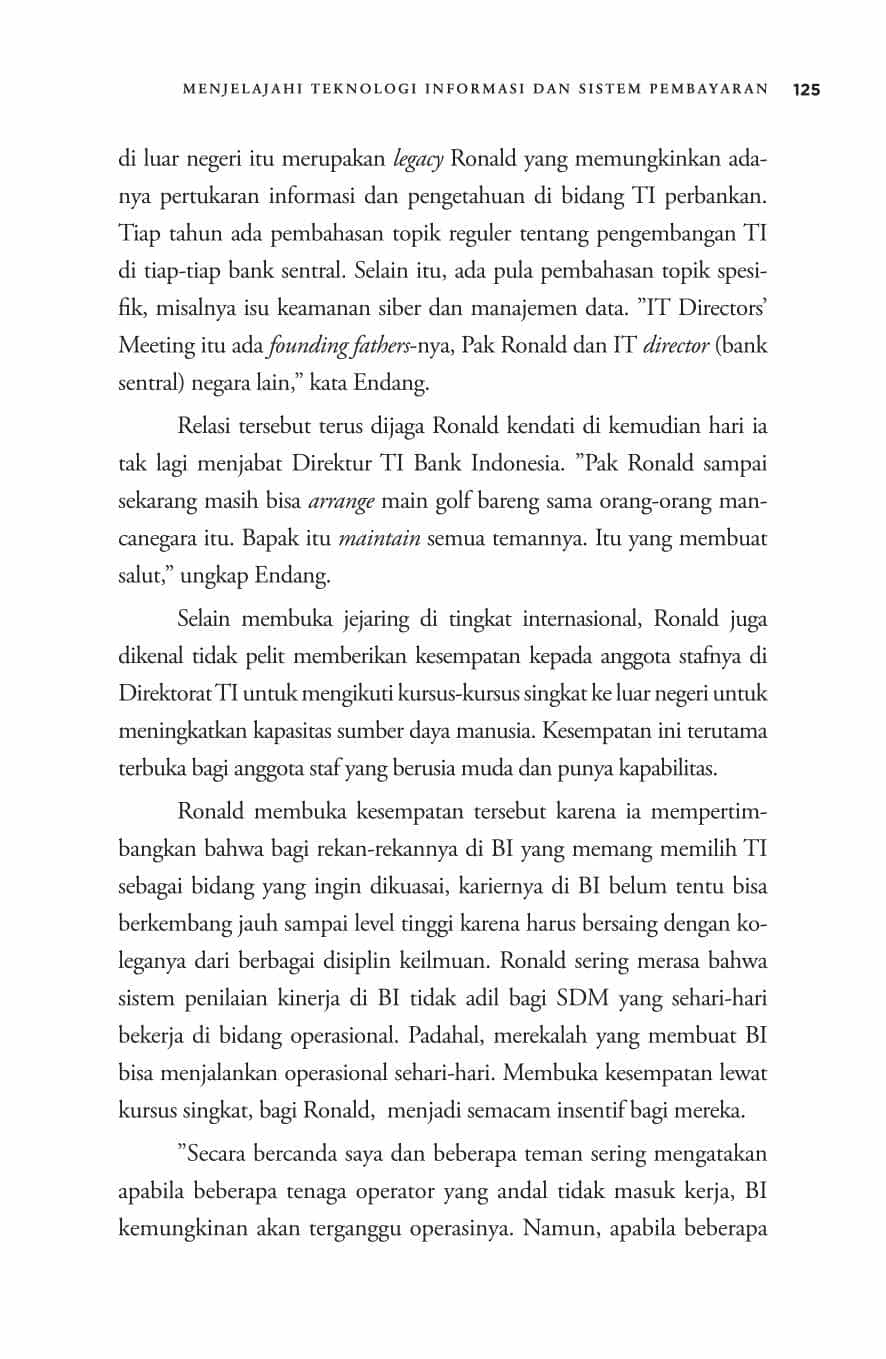 MENJELAJAHI TEKNOLOGI INFORMASI DAN SISTEM PEMBAYARAN 125
di luar negeri itu merupakan legacy Ronald yang memungkinkan ada-
nya pertukaran informasi dan pengetahuan di bidang TI perbankan.
Tiap tahun ada pembahasan topik reguler tentang pengembangan TI
di tiap-tiap bank sentral. Selain itu, ada pula pembahasan topik spesi-
fik, misalnya isu keamanan siber dan manajemen data. ”IT Directors’
Meeting itu ada founding fathers-nya, Pak Ronald dan IT director (bank
sentral) negara lain,” kata Endang.
Relasi tersebut terus dijaga Ronald kendati di kemudian hari ia
tak lagi menjabat Direktur TI Bank Indonesia. ”Pak Ronald sampai
sekarang masih bisa arrange main golf bareng sama orang-orang man-
canegara itu. Bapak itu maintain semua temannya. Itu yang membuat
salut,” ungkap Endang.
Selain membuka jejaring di tingkat internasional, Ronald juga
dikenal tidak pelit memberikan kesempatan kepada anggota stafnya di
Direktorat TI untuk mengikuti kursus-kursus singkat ke luar negeri untuk
meningkatkan kapasitas sumber daya manusia. Kesempatan ini terutama
terbuka bagi anggota staf yang berusia muda dan punya kapabilitas.
Ronald membuka kesempatan tersebut karena ia mempertim-
bangkan bahwa bagi rekan-rekannya di BI yang memang memilih TI
sebagai bidang yang ingin dikuasai, kariernya di BI belum tentu bisa
berkembang jauh sampai level tinggi karena harus bersaing dengan ko-
leganya dari berbagai disiplin keilmuan. Ronald sering merasa bahwa
sistem penilaian kinerja di BI tidak adil bagi SDM yang sehari-hari
bekerja di bidang operasional. Padahal, merekalah yang membuat BI
bisa menjalankan operasional sehari-hari. Membuka kesempatan lewat
kursus singkat, bagi Ronald, menjadi semacam insentif bagi mereka.
”Secara bercanda saya dan beberapa teman sering mengatakan
apabila beberapa tenaga operator yang andal tidak masuk kerja, BI
kemungkinan akan terganggu operasinya. Namun, apabila beberapa